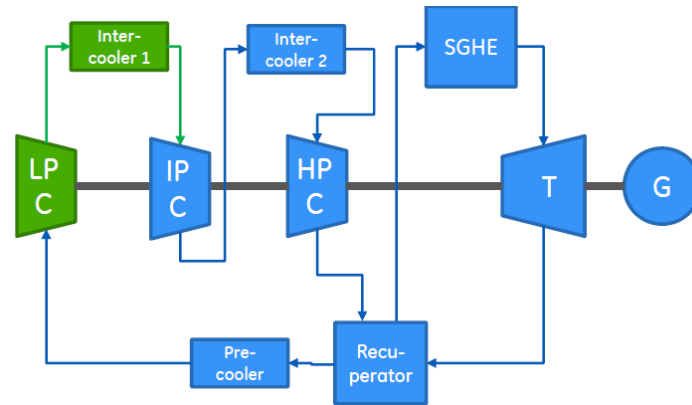 Inter-
cooler 1
Inter-
cooler 2
SGHE
LP
C
IP
C
HP
C
T
G
Pre-
cooler
Recu-
perator